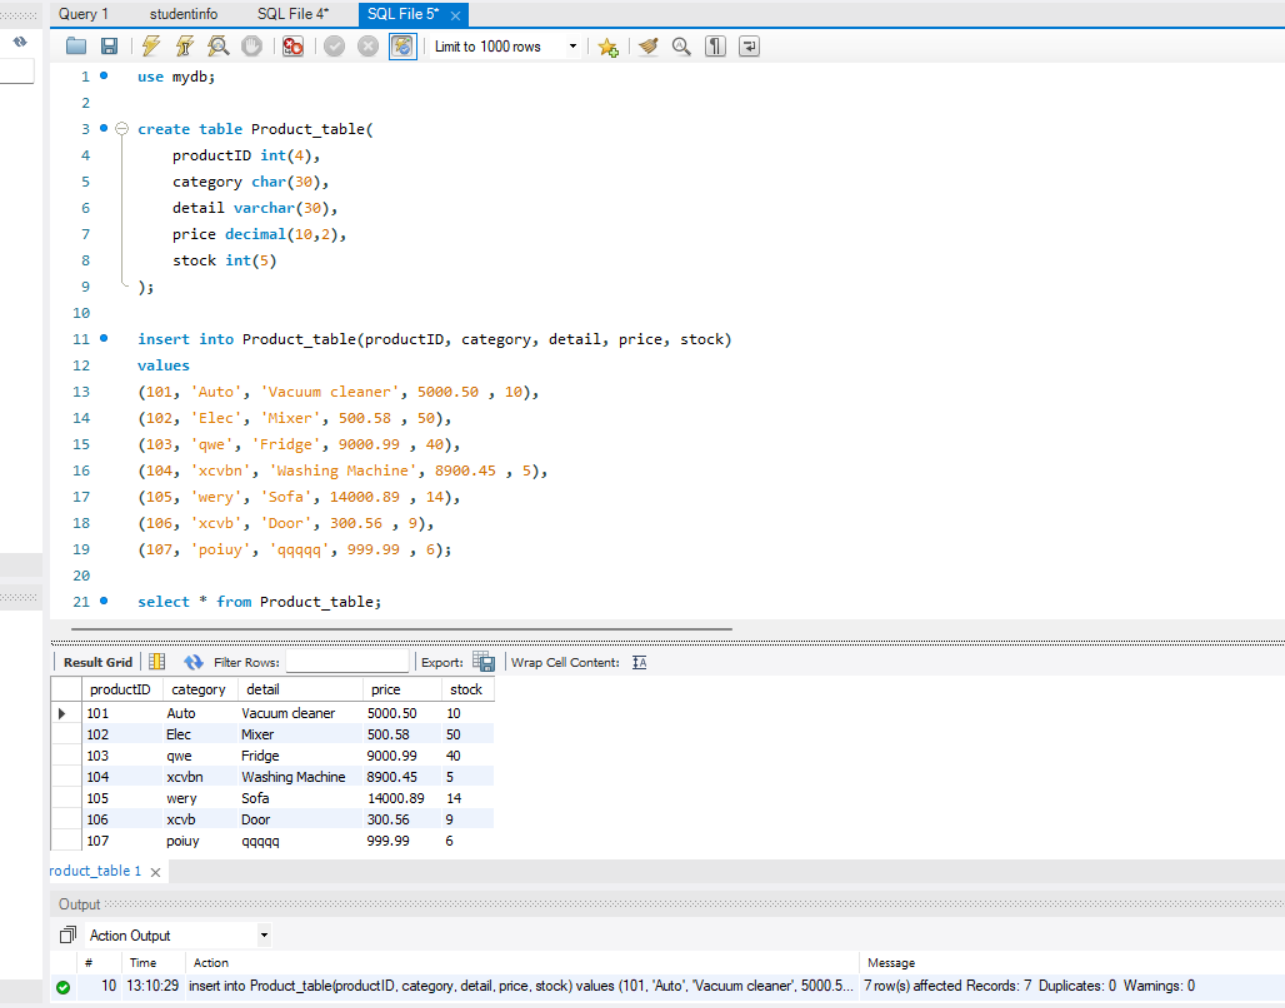 Query 1 studentinfo SQL File 4* SQL File 5*
Limit to 1000 rows
1 use mydb;
2
3 create table Product_table(
4 productID int(4),
5 category char(30),
6 detail varchar(30),
7 price decimal(10,2),
8 stock int(5)
9 );
10
11 insert into Product_table(productID, category, detail, price, stock)
12 values
13 (101, 'Auto', 'Vacuum cleaner', 5000.50 , 10),
14 (102, 'Elec', 'Mixer', 500.58 , 50),
15 (103, 'qwe', 'Fridge', 9000.99 , 40),
16 (104, 'xcvbn', 'Washing Machine', 8900.45 , 5),
17 (105, 'wery', 'Sofa', 14000.89 , 14),
18 (106, 'xcvb', 'Door', 300.56 , 9),
19 (107, 'poiuy', 'qqqqq', 999.99 , 6);
20
21 select * from Product_table;
Result Grid Filter Rows: Export: Wrap Cell Content:
productID category detail price stock
101 Auto Vacuum cleaner 5000.50 10
102 Elec Mixer 500.58 50
103 qwe Fridge 9000.99 40
104 xcvbn Washing Machine 8900.45 5
105 wery Sofa 14000.89 14
106 xcvb Door 300.56 9
107 poiuy qqqqq 999.99 6
roduct_table 1
Output
Action Output
# Time Action Message
10 13:10:29 insert into Product_table(productID, category, detail, price, stock) values (101, 'Auto', 'Vacuum cleaner', 5000.5... 7 row(s) affected Records: 7 Duplicates: 0 Warnings: 0